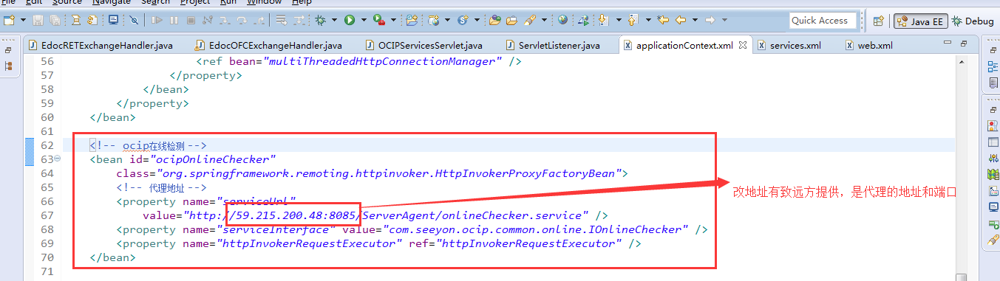 File Edit Source Navigate Search Project Run Window Help
Quick Access
Java EE
Debug
EdocRETExchangeHandler.java
EdocOFCExchangeHandler.java
OCIPServicesServlet.java
ServletListener.java
applicationContext.xml
services.xml
web.xml
56 <ref bean="multiThreadedHttpConnectionManager" />
57 </property>
58 </bean>
59 </property>
60 </bean>
61
62 <!-- ocip在线检测 -->
63 <bean id="ocipOnlineChecker"
64 class="org.springframework.remoting.httpinvoker.HttpInvokerProxyFactoryBean">
65 <!-- 代理地址 -->
66 <property name="serviceUrl"
67 value="http://59.215.200.48:8085/ServerAgent/onlineChecker.service" />
68 <property name="serviceInterface" value="com.seeyon.ocip.common.online.IOnlineChecker" />
69 <property name="httpInvokerRequestExecutor" ref="httpInvokerRequestExecutor" />
70 </bean>
71
改地址有致远方提供，是代理的地址和端口